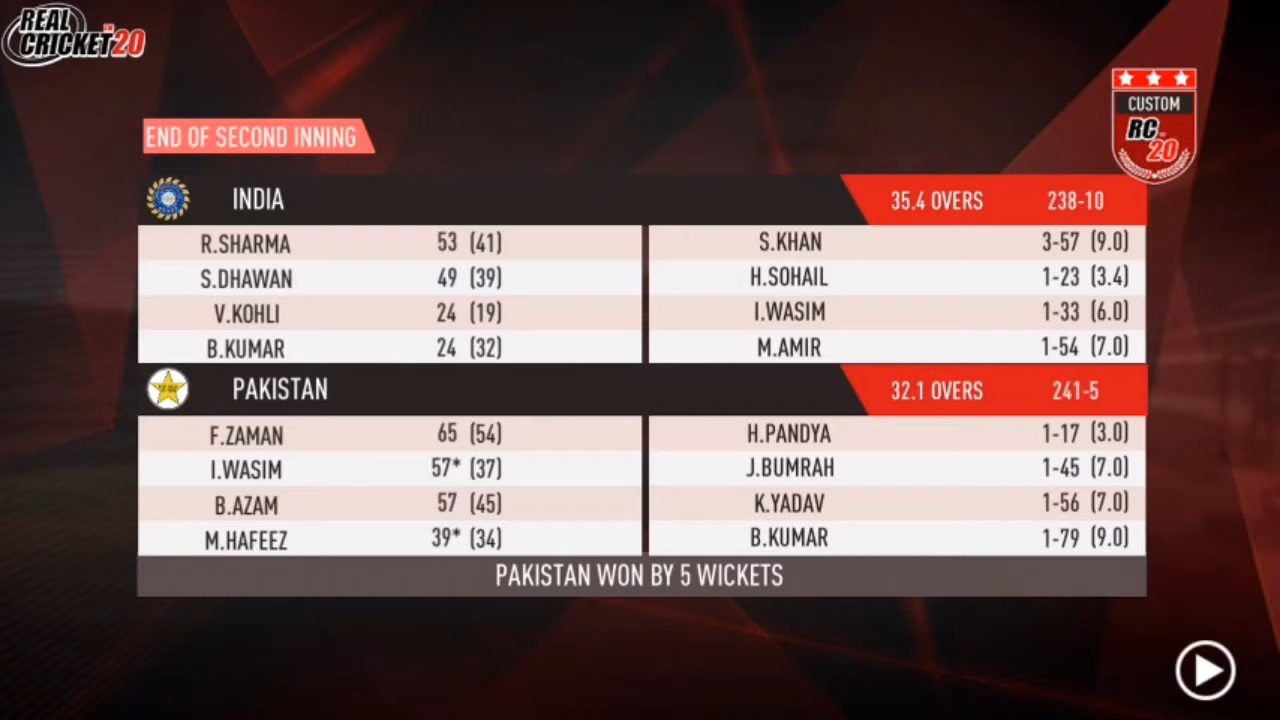 REAL
CRICKET™20
CUSTOM
RC
20
END OF SECOND INNING
INDIA 35.4 OVERS 238-10
R.SHARMA 53 (41) S.KHAN 3-57 (9.0)
S.DHAWAN 49 (39) H.SOHAIL 1-23 (3.4)
V.KOHLI 24 (19) I.WASIM 1-33 (6.0)
B.KUMAR 24 (32) M.AMIR 1-54 (7.0)
PAKISTAN 32.1 OVERS 241-5
F.ZAMAN 65 (54) H.PANDYA 1-17 (3.0)
I.WASIM 57* (37) J.BUMRAH 1-45 (7.0)
B.AZAM 57 (45) K.YADAV 1-56 (7.0)
M.HAFEEZ 39* (34) B.KUMAR 1-79 (9.0)
PAKISTAN WON BY 5 WICKETS